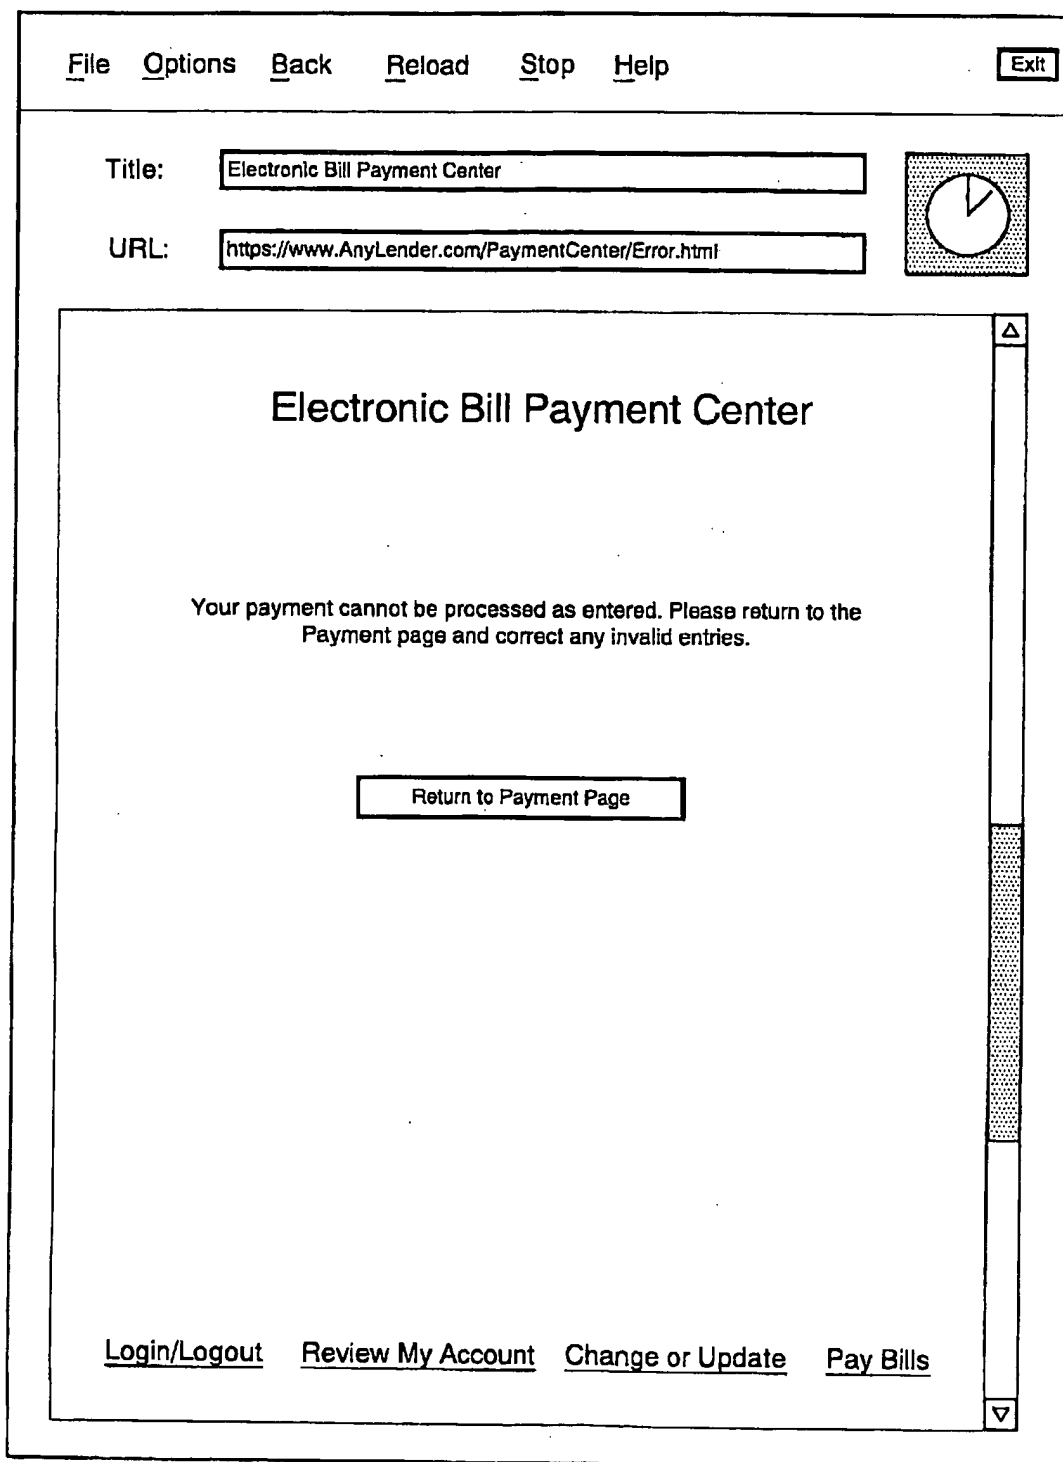 File Options Back Reload Stop Help Exit
Title: Electronic Bill Payment Center
URL: https://www.AnyLender.com/PaymentCenter/Error.html
Electronic Bill Payment Center
Your payment cannot be processed as entered. Please return to the
Payment page and correct any invalid entries.
Return to Payment Page
Login/Logout Review My Account Change or Update Pay Bills